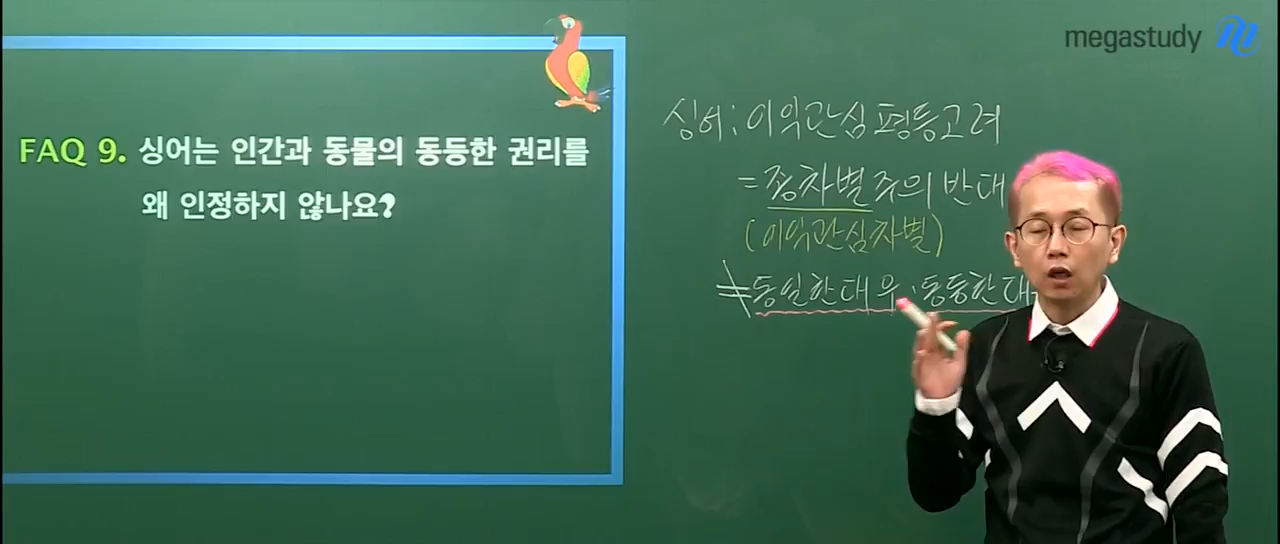 megastudy
FAQ 9. 싱어는 인간과 동물의 동등한 권리를
왜 인정하지 않나요?
싱어 : 이익관심 평등고려
= 종차별주의 반대
(이익관심차별)
≠ 동일한 대우, 동등한 대